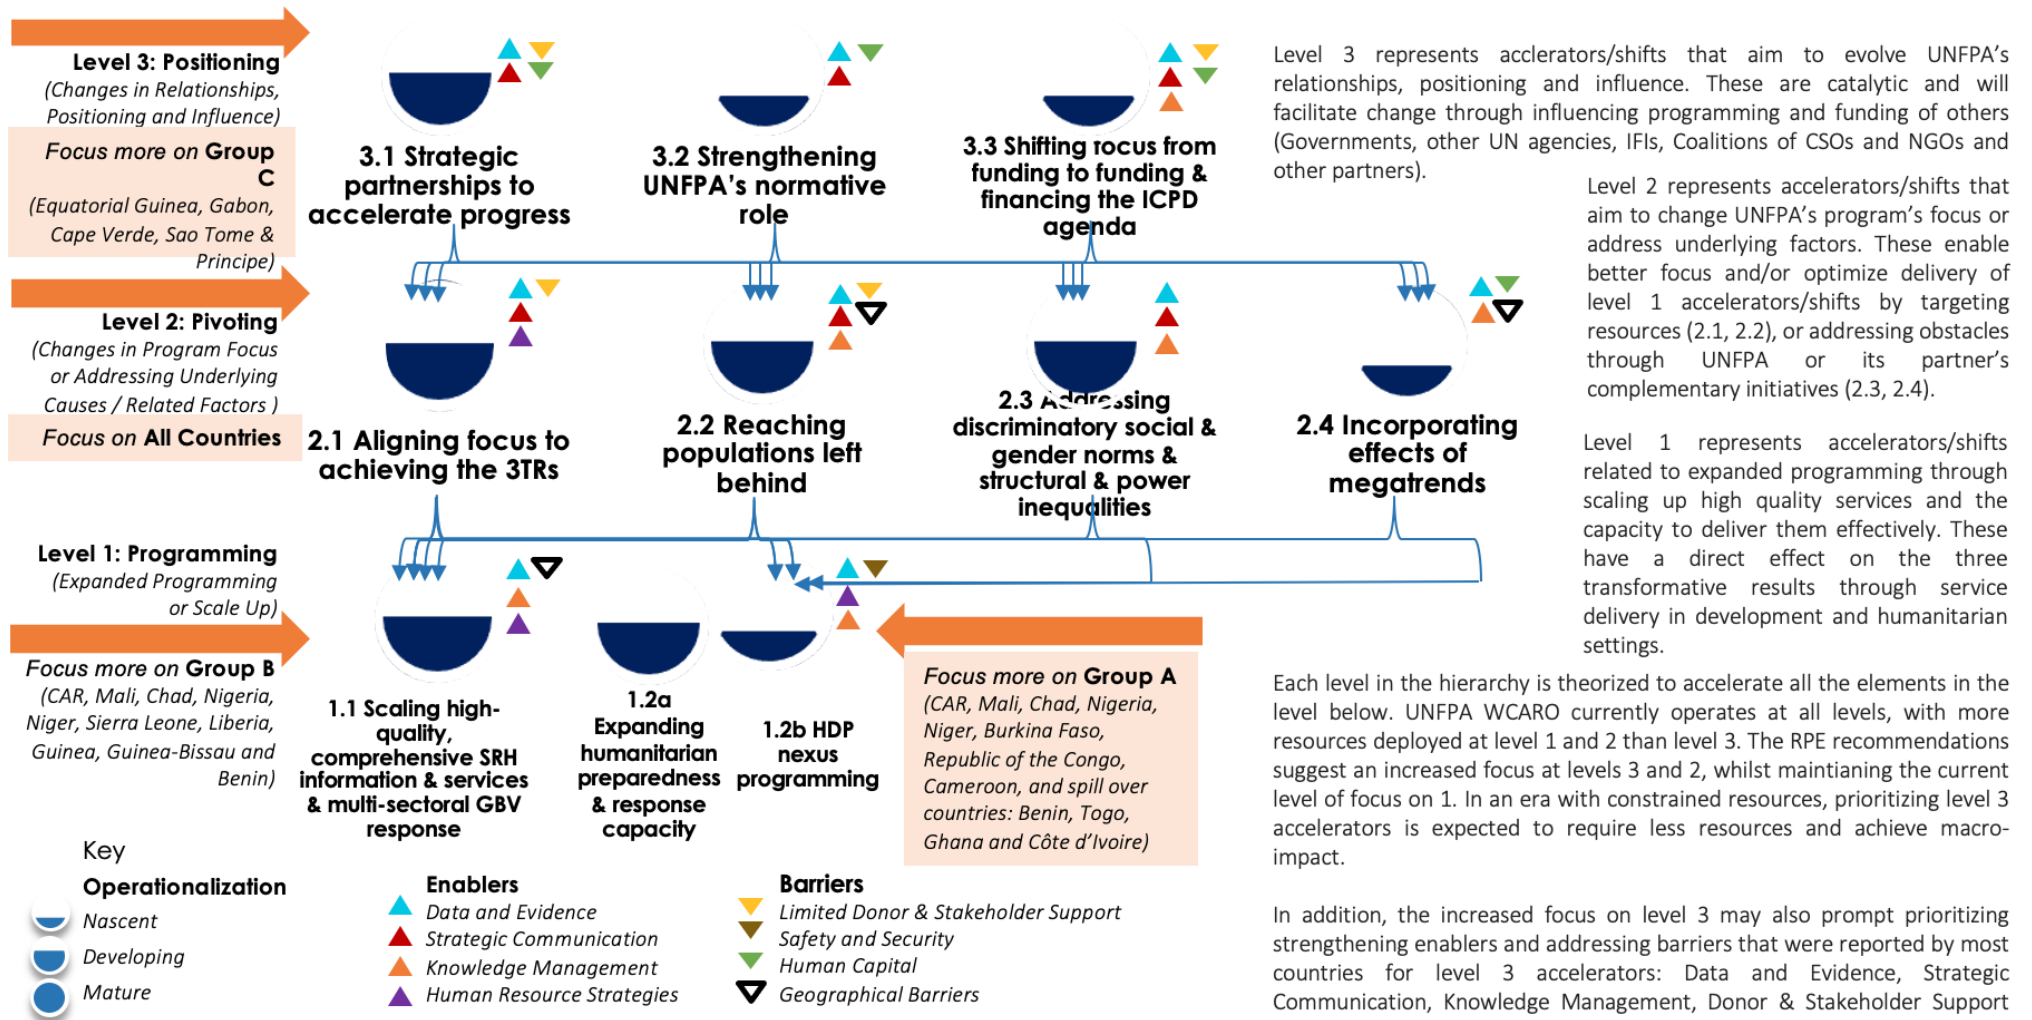 Level 3: Positioning
(Changes in Relationships,
Positioning and Influence)
Focus more on Group
C
(Equatorial Guinea, Gabon,
Cape Verde, Sao Tome &
Principe)
3.1 Strategic
partnerships to
accelerate progress
3.2 Strengthening
UNFPA's normative
role
3.3 Shifting focus from
funding to funding &
financing the ICPD
agenda
Level 3 represents acclerators/shifts that aim to evolve UNFPA's
relationships, positioning and influence. These are catalytic and will
facilitate change through influencing programming and funding of others
(Governments, other UN agencies, IFIs, Coalitions of CSOs and NGOs and
other partners).
Level 2: Pivoting
(Changes in Program Focus
or Addressing Underlying
Causes / Related Factors )
Focus on All Countries
2.1 Aligning focus to
achieving the 3TRs
2.2 Reaching
populations left
behind
2.3 Addressing
discriminatory social &
gender norms &
structural & power
inequalities
2.4 Incorporating
effects of
megatrends
Level 2 represents accelerators/shifts that
aim to change UNFPA's program's focus or
address underlying factors. These enable
better focus and/or optimize delivery of
level 1 accelerators/shifts by targeting
resources (2.1, 2.2), or addressing obstacles
through UNFPA or its partner's
complementary initiatives (2.3, 2.4).
Level 1: Programming
(Expanded Programming
or Scale Up)
Focus more on Group B
(CAR, Mali, Chad, Nigeria,
Niger, Sierra Leone, Liberia,
Guinea, Guinea-Bissau and
Benin)
1.1 Scaling high-
quality,
comprehensive SRH
information & services
& multi-sectoral GBV
response
1.2a
Expanding
humanitarian
preparedness
& response
capacity
1.2b HDP
nexus
programming
Focus more on Group A
(CAR, Mali, Chad, Nigeria,
Niger, Burkina Faso,
Republic of the Congo,
Cameroon, and spill over
countries: Benin, Togo,
Ghana and Côte d'Ivoire)
Level 1 represents accelerators/shifts
related to expanded programming through
scaling up high quality services and the
capacity to deliver them effectively. These
have a direct effect on the three
transformative results through service
delivery in development and humanitarian
settings.
Each level in the hierarchy is theorized to accelerate all the elements in the
level below. UNFPA WCARO currently operates at all levels, with more
resources deployed at level 1 and 2 than level 3. The RPE recommendations
suggest an increased focus at levels 3 and 2, whilst maintianing the current
level of focus on 1. In an era with constrained resources, prioritizing level 3
accelerators is expected to require less resources and achieve macro-
impact.
In addition, the increased focus on level 3 may also prompt prioritizing
strengthening enablers and addressing barriers that were reported by most
countries for level 3 accelerators: Data and Evidence, Strategic
Communication, Knowledge Management, Donor & Stakeholder Support
Key
Operationalization
Nascent
Developing
Mature
Enablers
Data and Evidence
Strategic Communication
Knowledge Management
Human Resource Strategies
Barriers
Limited Donor & Stakeholder Support
Safety and Security
Human Capital
Geographical Barriers